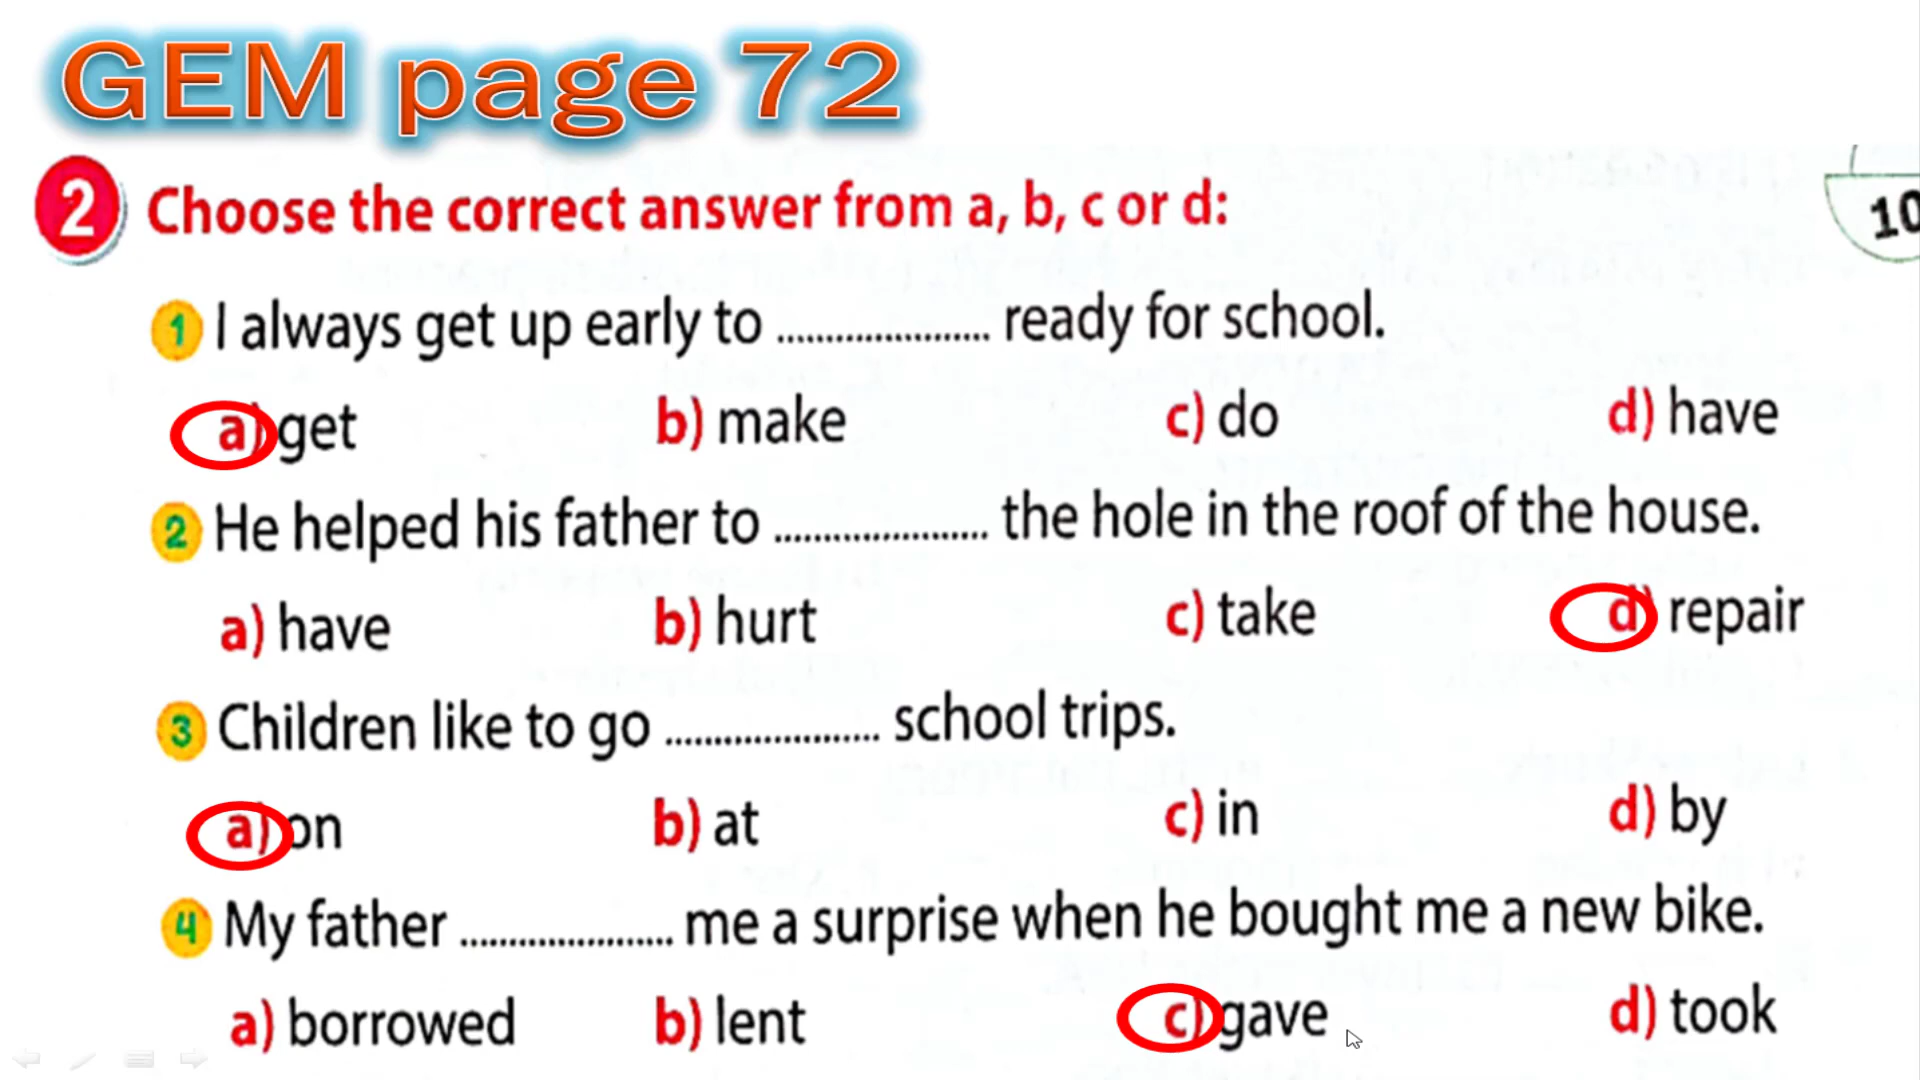 GEM page 72
2 Choose the correct answer from a, b, c or d:
10
1 I always get up early to ..................... ready for school.
a) get b) make c) do d) have
2 He helped his father to ..................... the hole in the roof of the house.
a) have b) hurt c) take d) repair
3 Children like to go ..................... school trips.
a) on b) at c) in d) by
4 My father ..................... me a surprise when he bought me a new bike.
a) borrowed b) lent c) gave d) took